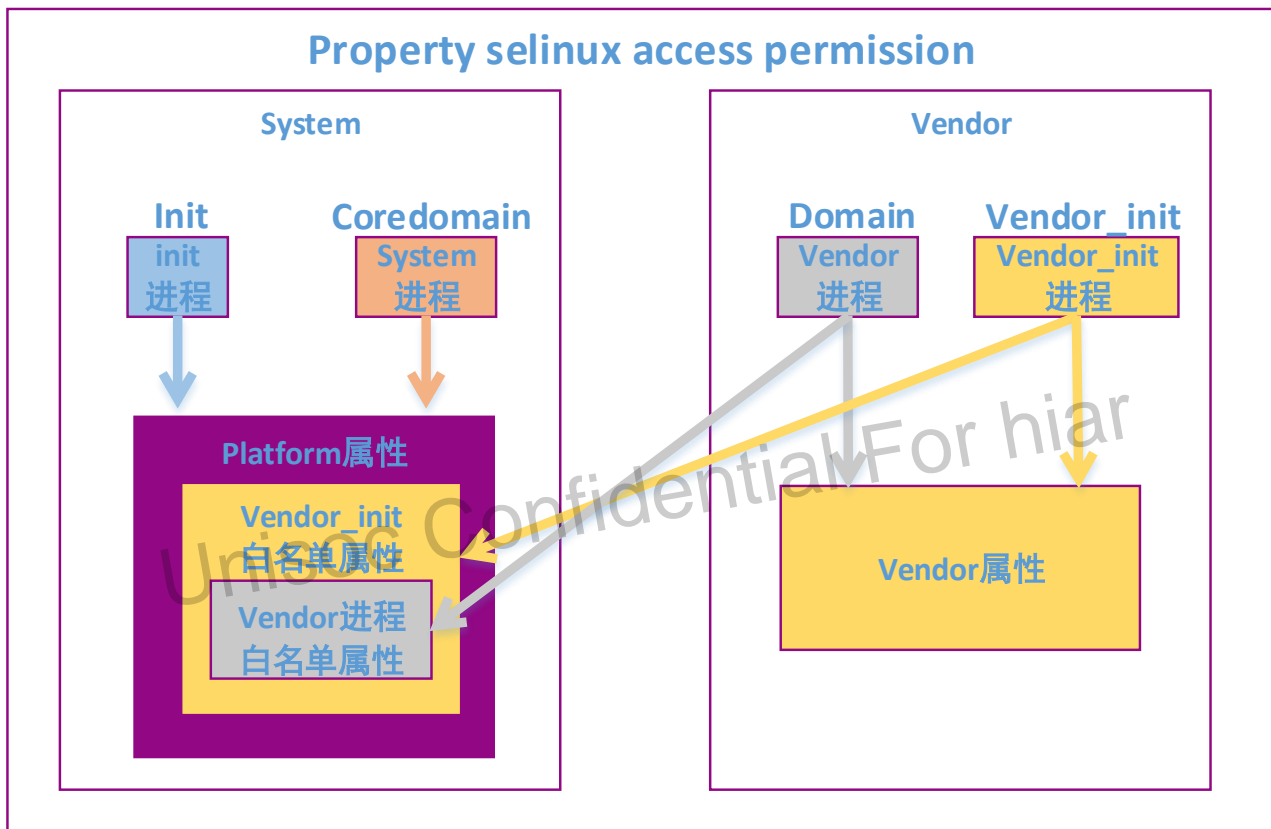 Property selinux access permission
System
Vendor
Init
Coredomain
Domain
Vendor_init
init
进程
System
进程
Vendor
进程
Vendor_init
进程
Platform属性
Vendor_init
白名单属性
Vendor进程
白名单属性
Vendor属性
Unisoc Confidential For hiar